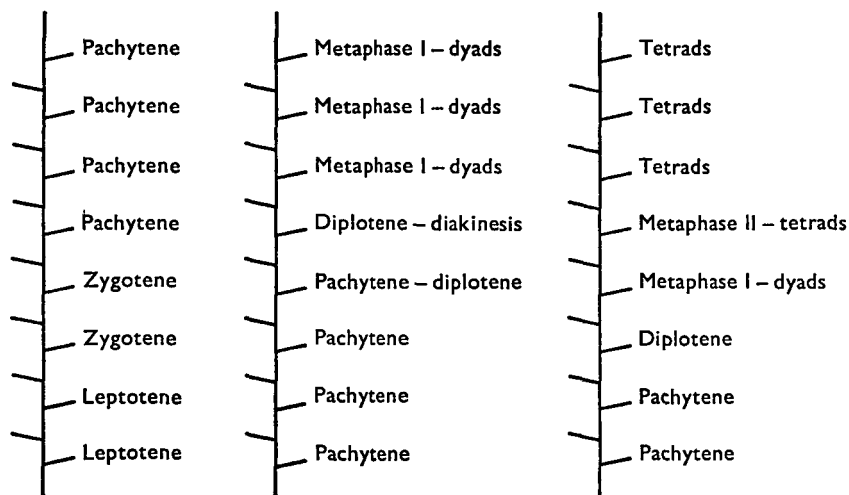 Pachytene
Pachytene
Pachytene
Pachytene
Zygotene
Zygotene
Leptotene
Leptotene
Metaphase I – dyads
Metaphase I – dyads
Metaphase I – dyads
Diplotene – diakinesis
Pachytene – diplotene
Pachytene
Pachytene
Pachytene
Tetrads
Tetrads
Tetrads
Metaphase II – tetrads
Metaphase I – dyads
Diplotene
Pachytene
Pachytene